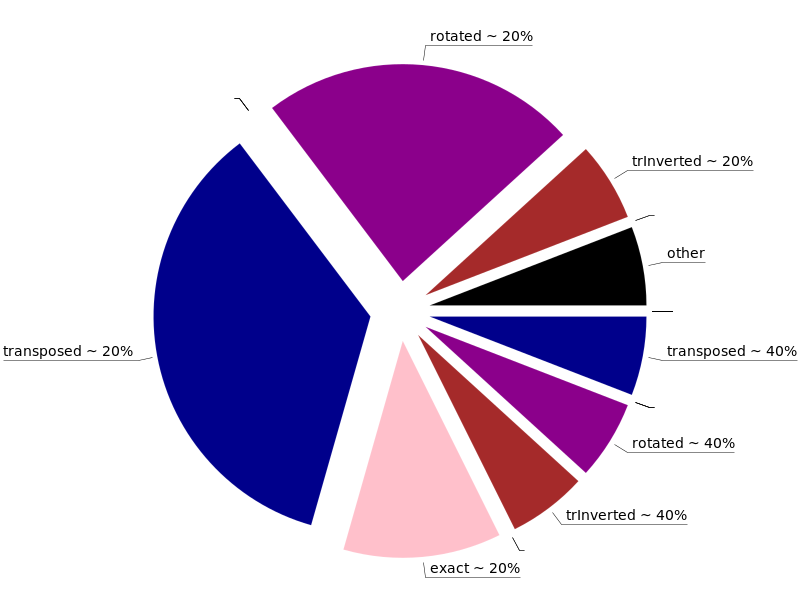 rotated ~ 20%
trInverted ~ 20%
other
transposed ~ 20%
transposed ~ 40%
rotated ~ 40%
trInverted ~ 40%
exact ~ 20%